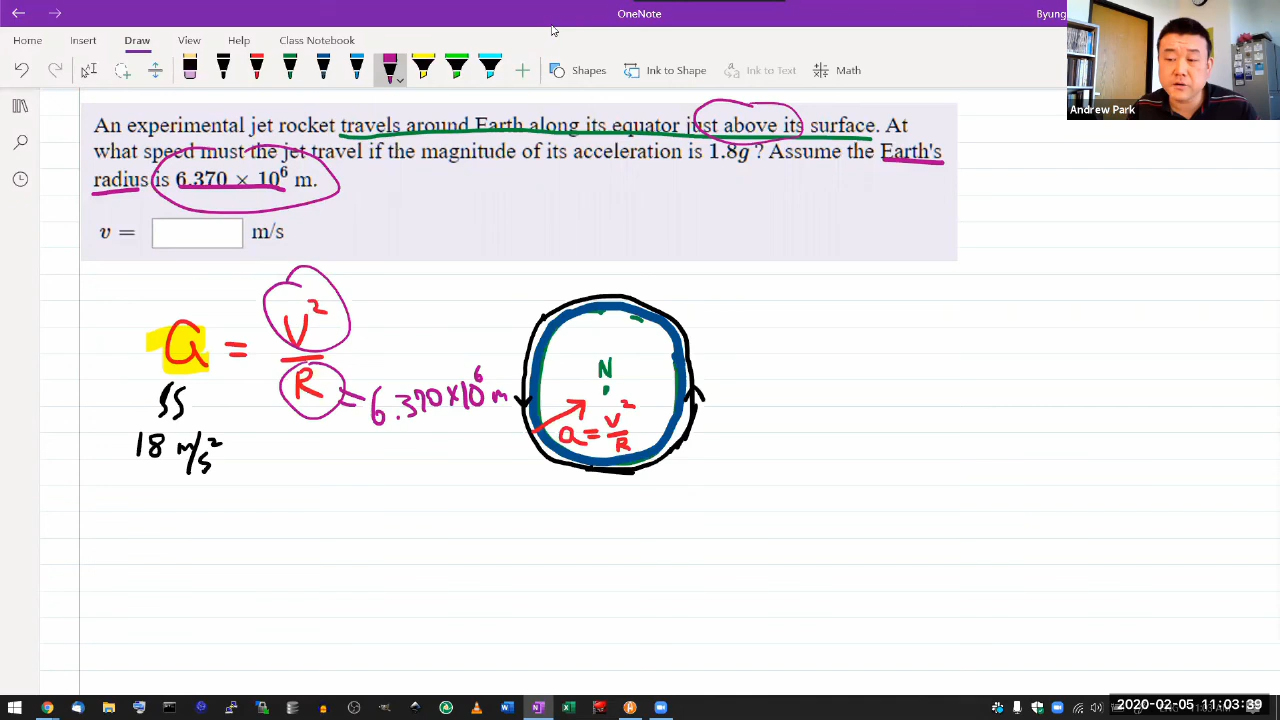 OneNote
Byung
Home Insert Draw View Help Class Notebook
Shapes Ink to Shape Ink to Text Math
Andrew Park
An experimental jet rocket travels around Earth along its equator just above its surface. At
what speed must the jet travel if the magnitude of its acceleration is 1.8g ? Assume the Earth's
radius is 6.370 × 10⁶ m.
v = m/s
a = V²/R
= 6.370×10⁶ m
18 m/s²
N
a = V²/R
2020-02-05 11:03:39